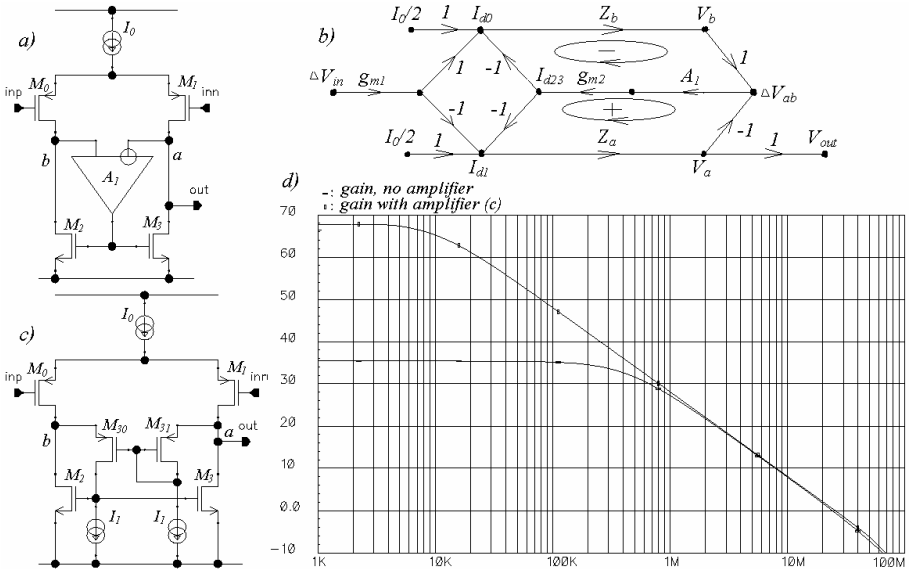 a)
I0
M0
M1
inp
inn
b
a
A1
out
M2
M3
b)
I0/2
1
Id0
Zb
Vb
−
1
1
-1
ΔVin
gm1
Id23
gm2
A1
ΔVab
-1
-1
+
-1
I0/2
1
Id1
Za
Va
1
Vout
c)
I0
M0
M1
inp
inn
b
M30
M31
a
out
M2
M3
I1
I1
d)
-: gain, no amplifier
▯: gain with amplifier (c)
70
60
50
40
30
20
10
0.0
-10
1K
10K
100K
1M
10M
100M